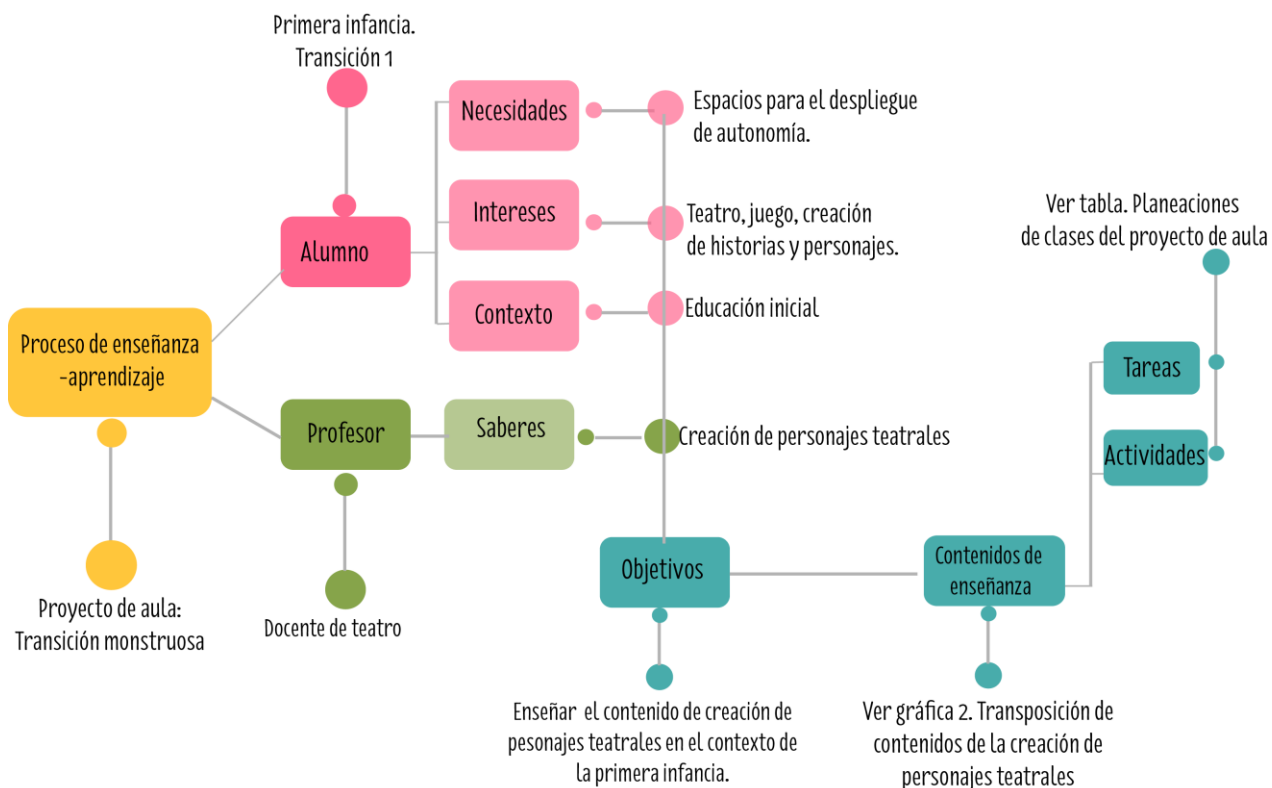 Primera infancia.
Transición 1
Necesidades
Espacios para el despliegue
de autonomía.
Intereses
Teatro, juego, creación
de historias y personajes.
Ver tabla. Planeaciones
de clases del proyecto de aula
Alumno
Contexto
Educación inicial
Proceso de enseñanza
-aprendizaje
Tareas
Profesor
Saberes
Creación de personajes teatrales
Actividades
Objetivos
Contenidos de
enseñanza
Proyecto de aula:
Transición monstruosa
Docente de teatro
Enseñar el contenido de creación de
pesonajes teatrales en el contexto de
la primera infancia.
Ver gráfica 2. Transposición de
contenidos de la creación de
personajes teatrales